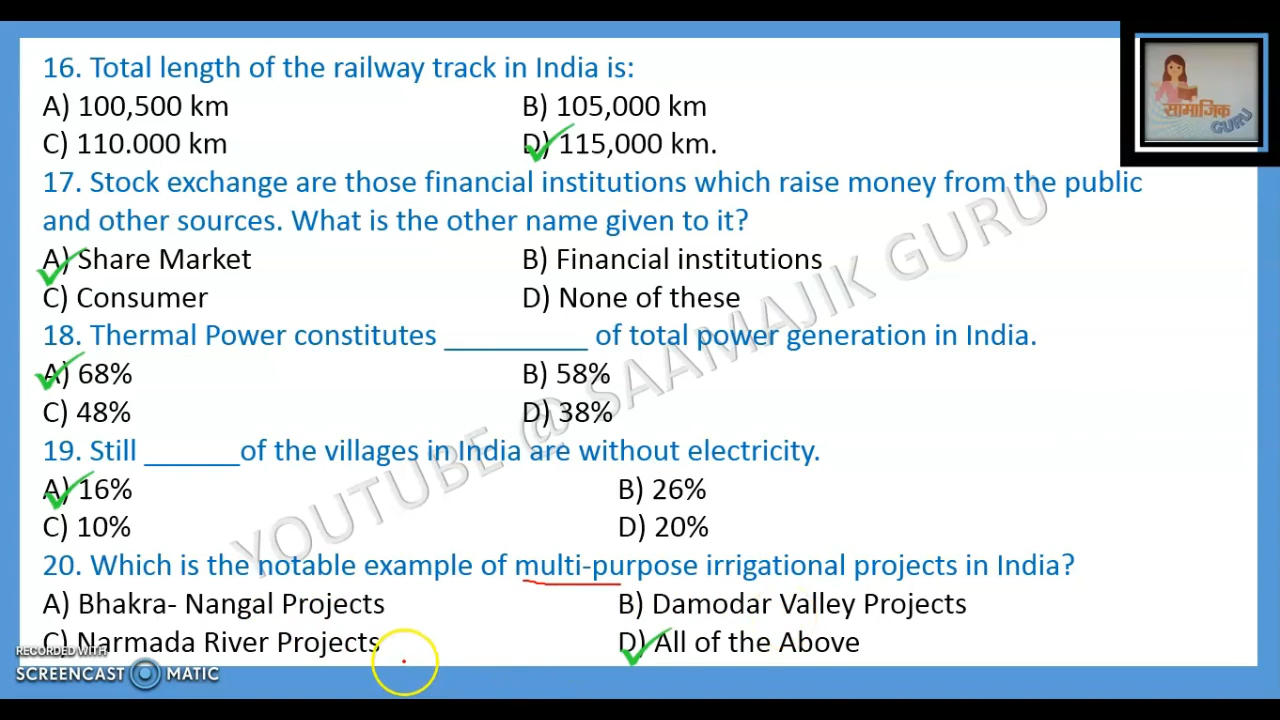 16. Total length of the railway track in India is:
A) 100,500 km B) 105,000 km
C) 110.000 km D) 115,000 km.
17. Stock exchange are those financial institutions which raise money from the public
and other sources. What is the other name given to it?
A) Share Market B) Financial institutions
C) Consumer D) None of these
18. Thermal Power constitutes _________ of total power generation in India.
A) 68% B) 58%
C) 48% D) 38%
19. Still ______of the villages in India are without electricity.
A) 16% B) 26%
C) 10% D) 20%
20. Which is the notable example of multi-purpose irrigational projects in India?
A) Bhakra- Nangal Projects B) Damodar Valley Projects
C) Narmada River Projects D) All of the Above
YOUTUBE @ SAAMAJIK GURU
सामाजिक
GURU
RECORDED WITH
SCREENCAST MATIC